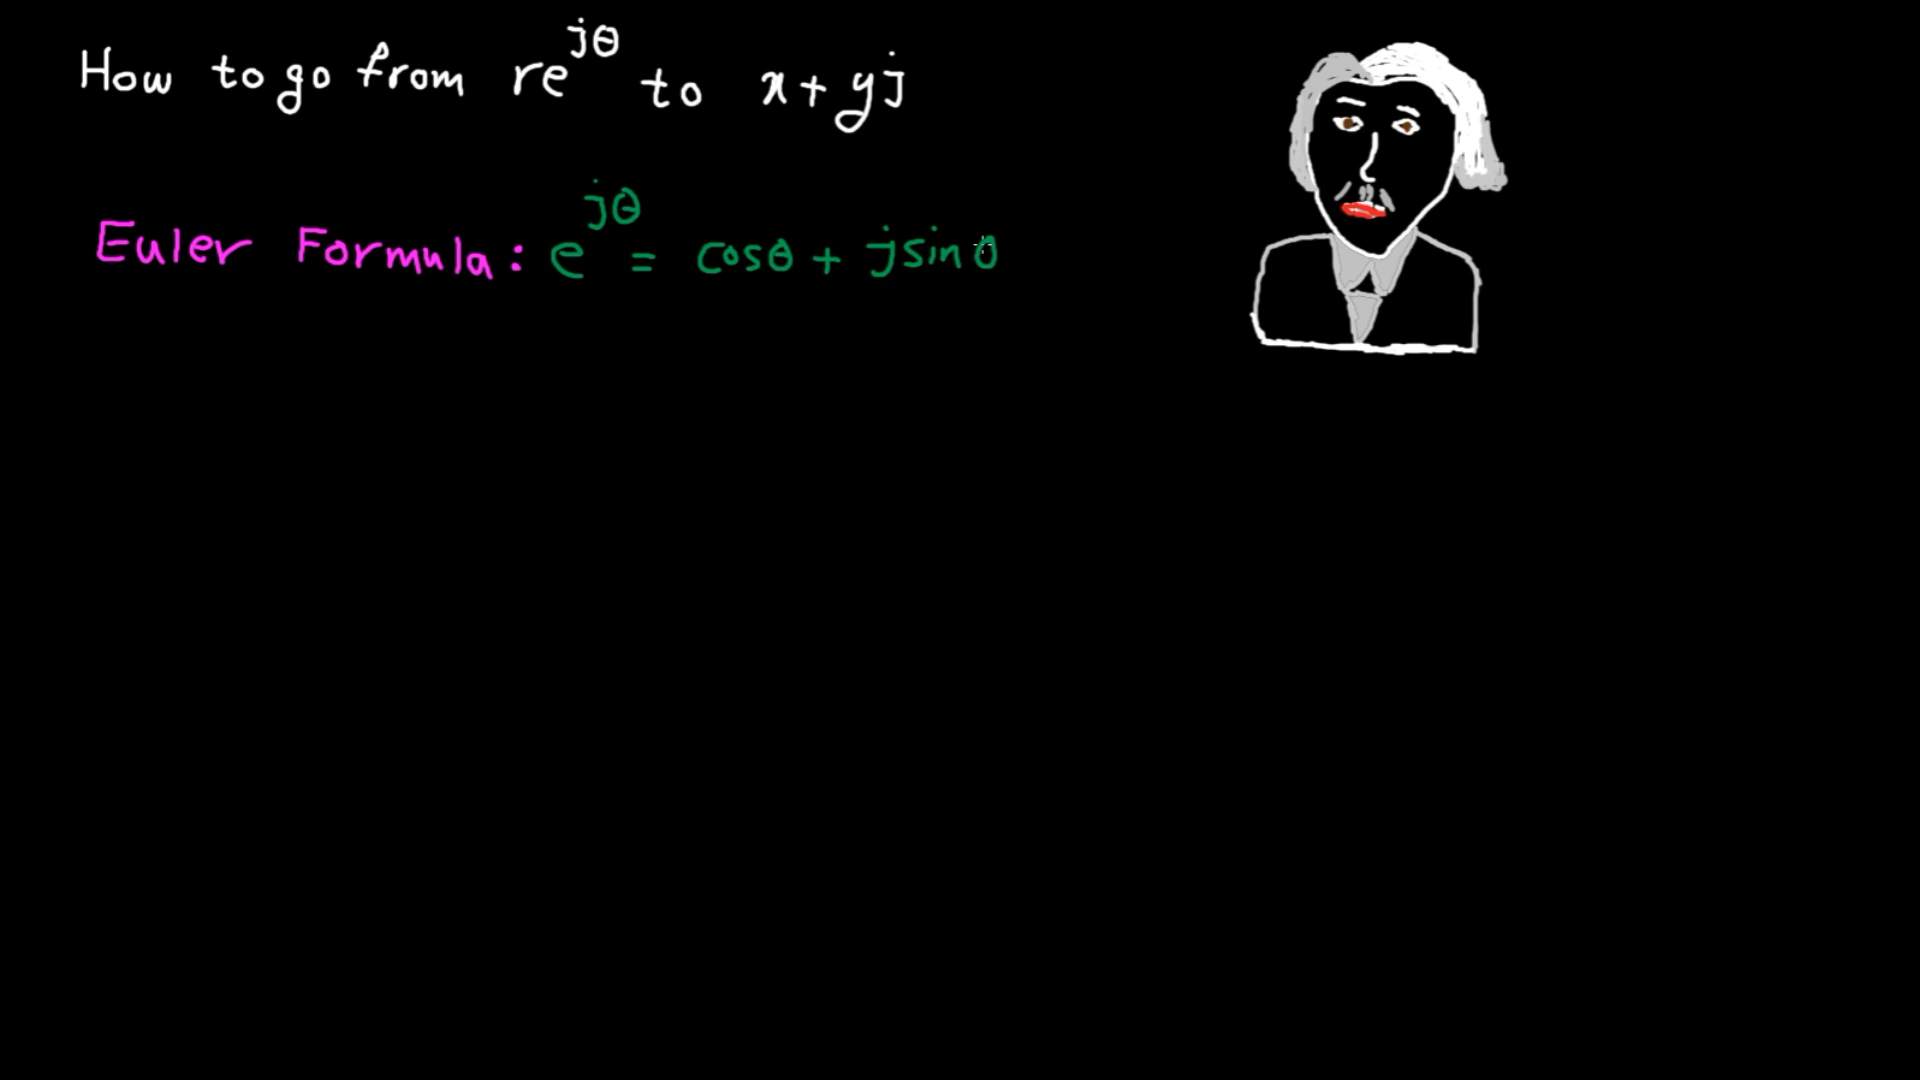 How to go from re^jθ to x + yj
Euler Formula: e^jθ = cosθ + jsinθ